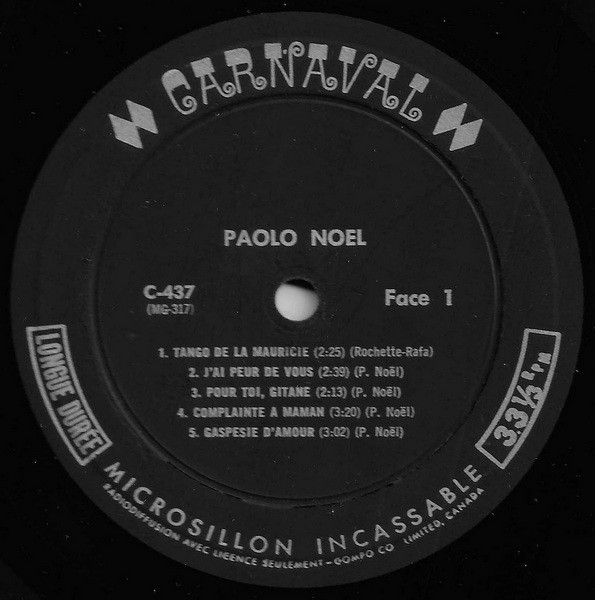 CARNAVAL
PAOLO NOEL
C-437
(MG-317)
Face 1
1. TANGO DE LA MAURICIE (2:25) (Rochette-Rafa)
2. J'AI PEUR DE VOUS (2:39) (P. Noël)
3. POUR TOI, GITANE (2:13) (P. Noël)
4. COMPLAINTE A MAMAN (3:20) (P. Noël)
5. GASPESIE D'AMOUR (3:02) (P. Noël)
LONGUE DURÉE
33⅓ RPM
MICROSILLON INCASSABLE
RADIODIFFUSION AVEC LICENCE SEULEMENT-COMPO CO LIMITED, CANADA